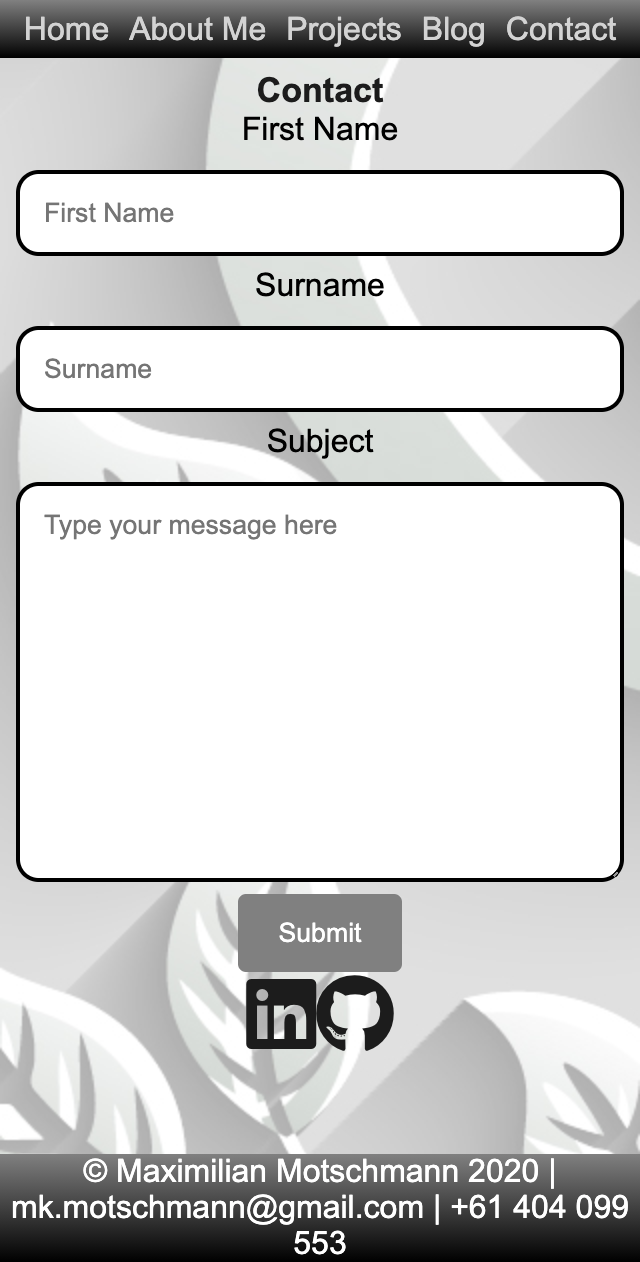 Home About Me Projects Blog Contact
Contact
First Name
First Name
Surname
Surname
Subject
Type your message here
Submit
in
© Maximilian Motschmann 2020 |
mk.motschmann@gmail.com | +61 404 099
553